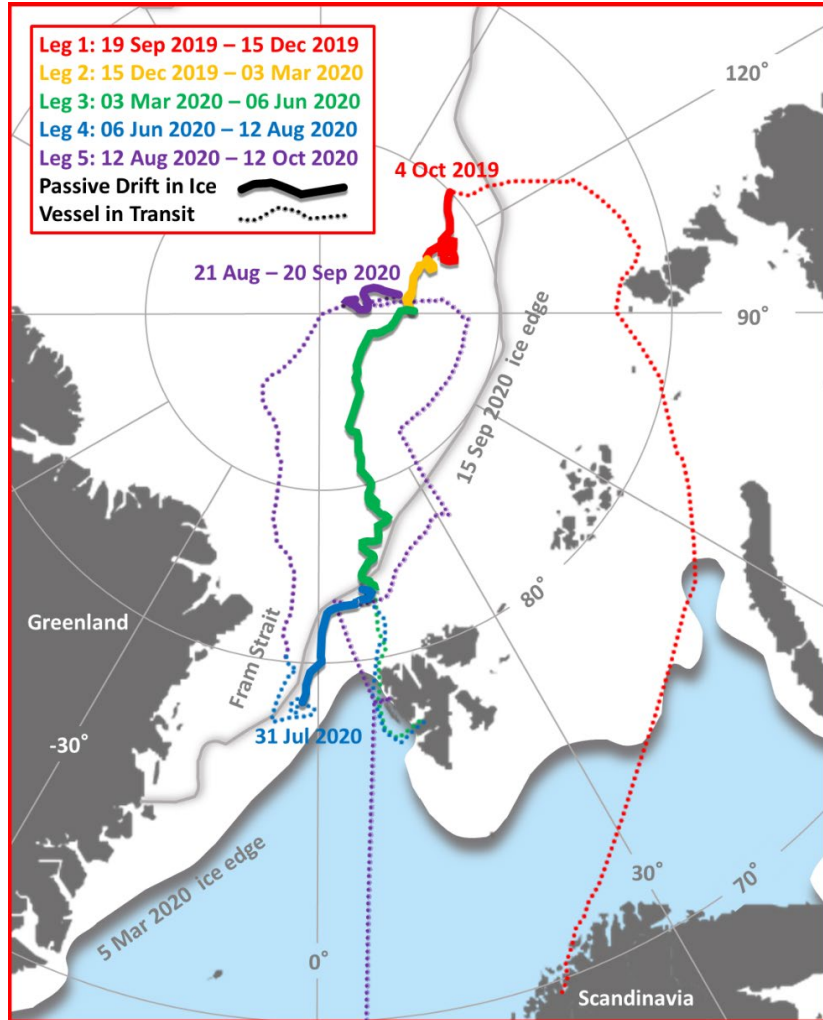 Leg 1: 19 Sep 2019 – 15 Dec 2019
Leg 2: 15 Dec 2019 – 03 Mar 2020
Leg 3: 03 Mar 2020 – 06 Jun 2020
Leg 4: 06 Jun 2020 – 12 Aug 2020
Leg 5: 12 Aug 2020 – 12 Oct 2020
Passive Drift in Ice
Vessel in Transit
120°
4 Oct 2019
21 Aug – 20 Sep 2020
90°
15 Sep 2020 ice edge
80°
Greenland
Fram Strait
-30°
31 Jul 2020
5 Mar 2020 ice edge
30°
70°
0°
Scandinavia